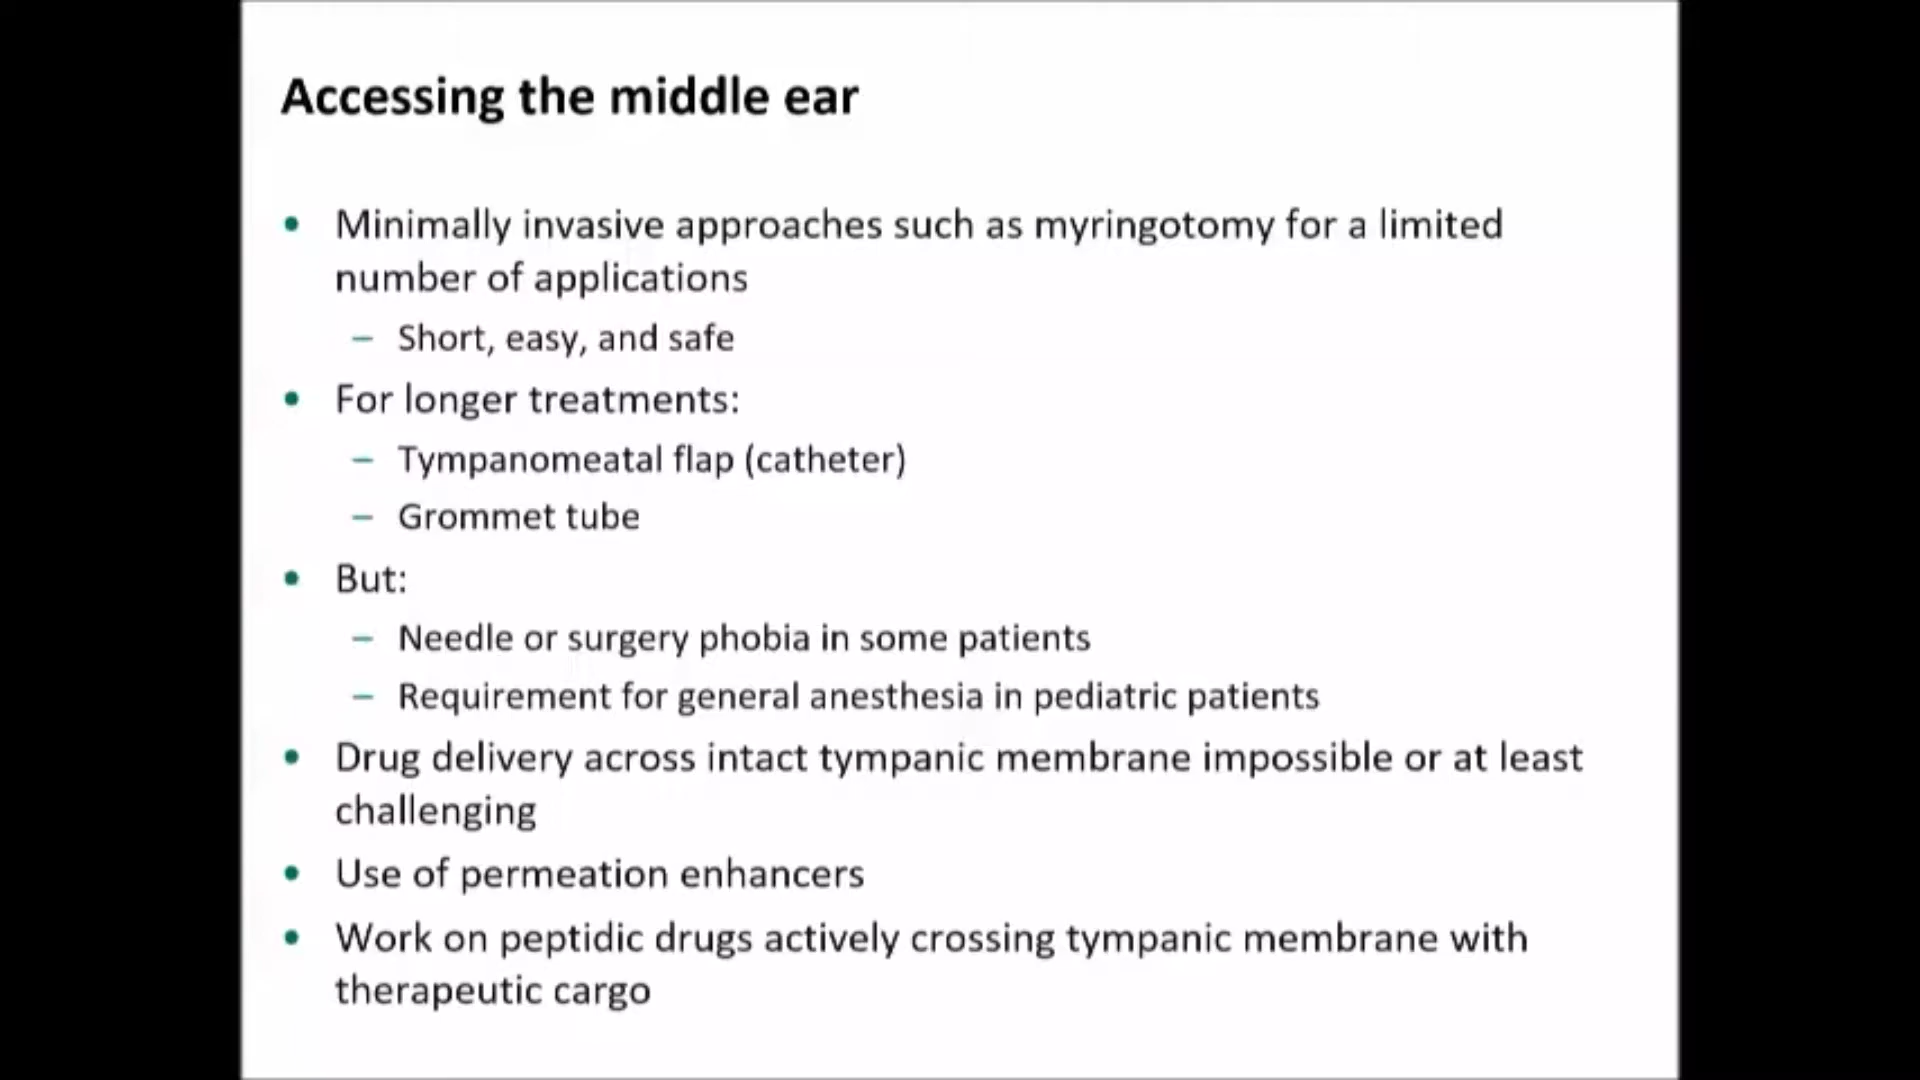 Accessing the middle ear
• Minimally invasive approaches such as myringotomy for a limited
number of applications
– Short, easy, and safe
• For longer treatments:
– Tympanomeatal flap (catheter)
– Grommet tube
• But:
– Needle or surgery phobia in some patients
– Requirement for general anesthesia in pediatric patients
• Drug delivery across intact tympanic membrane impossible or at least
challenging
• Use of permeation enhancers
• Work on peptidic drugs actively crossing tympanic membrane with
therapeutic cargo